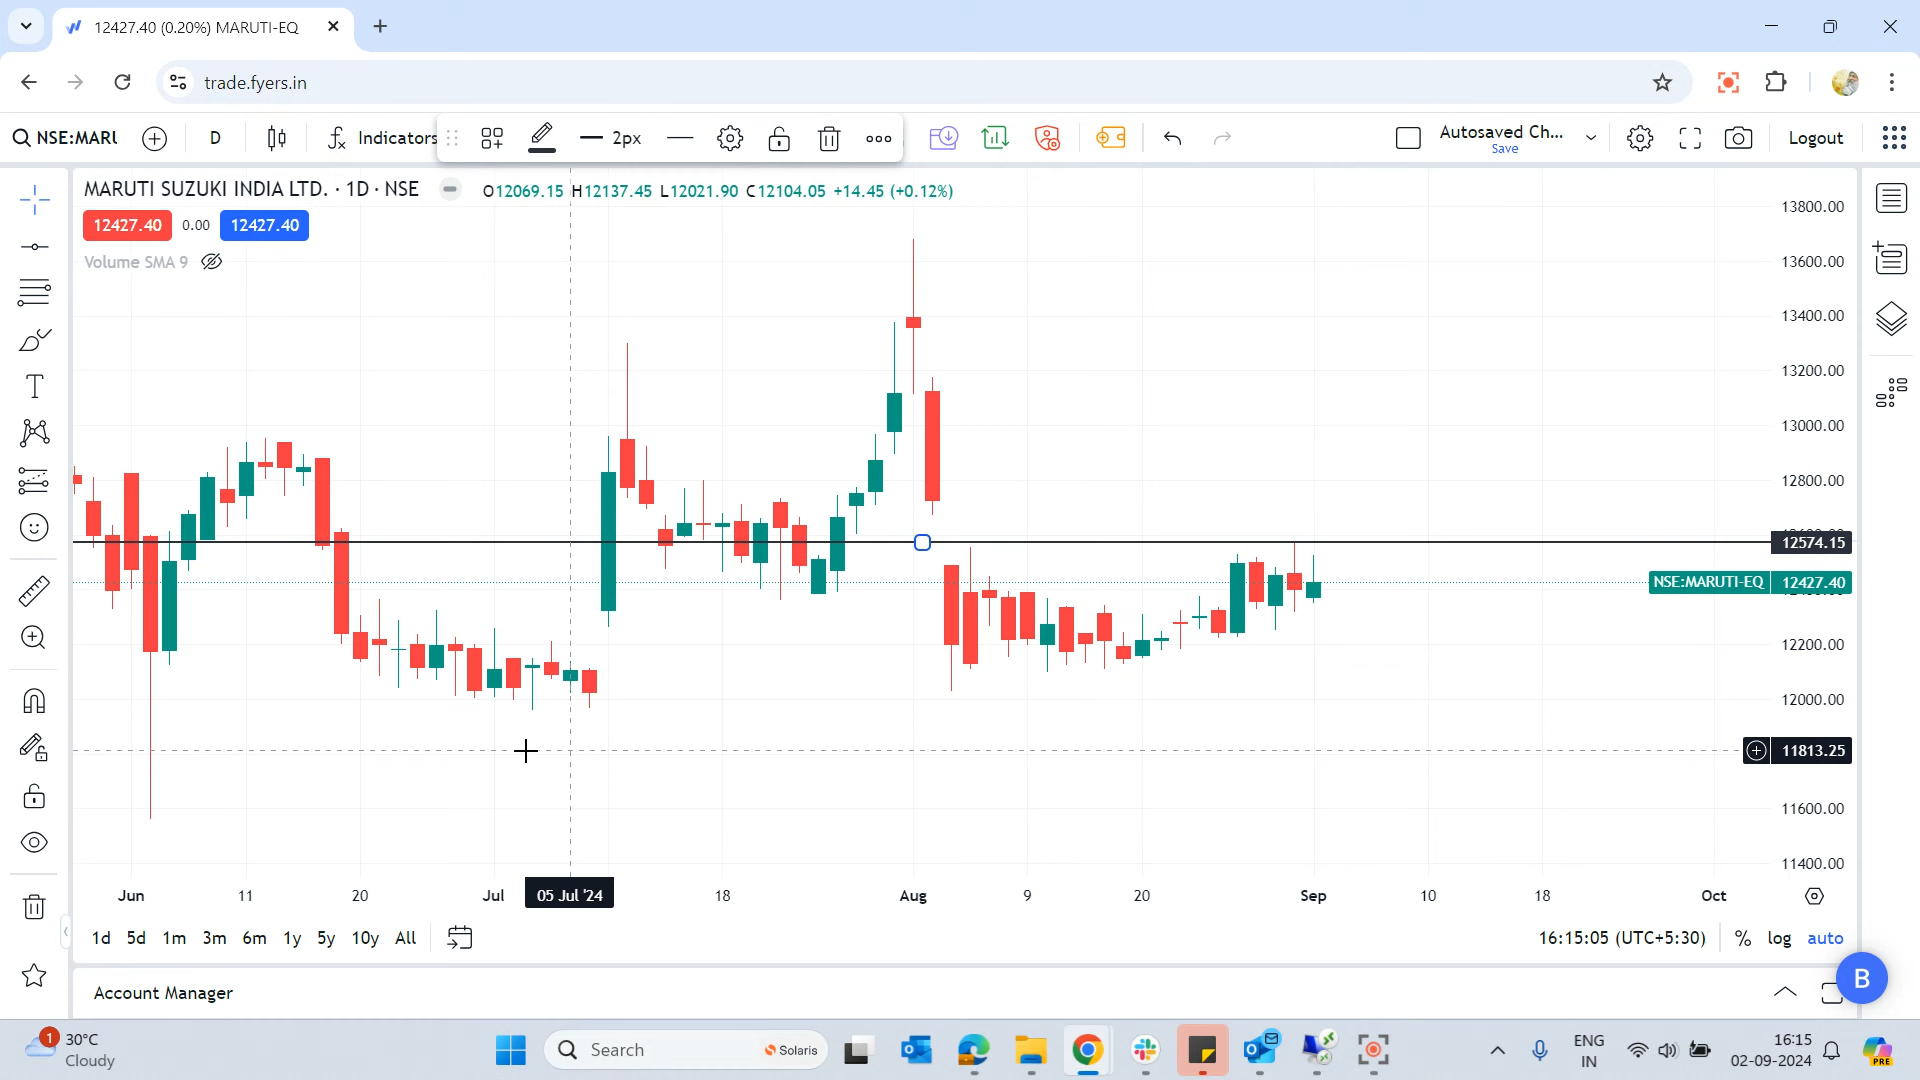 12427.40 (0.20%) MARUTI-EQ
trade.fyers.in
NSE:MARU
D
Indicators
2px
Autosaved Ch...
Save
Logout
MARUTI SUZUKI INDIA LTD. · 1D · NSE
O12069.15 H12137.45 L12021.90 C12104.05 +14.45 (+0.12%)
12427.40 0.00 12427.40
Volume SMA 9
13800.00
13600.00
13400.00
13200.00
13000.00
12800.00
12574.15
NSE:MARUTI-EQ 12427.40
12200.00
12000.00
11813.25
11600.00
11400.00
Jun 11 20 Jul 05 Jul '24 18 Aug 9 20 Sep 10 18 Oct
1d 5d 1m 3m 6m 1y 5y 10y All
16:15:05 (UTC+5:30) % log auto
B
Account Manager
1
30°C
Cloudy
Search
Solaris
ENG
IN
16:15
02-09-2024
PRE